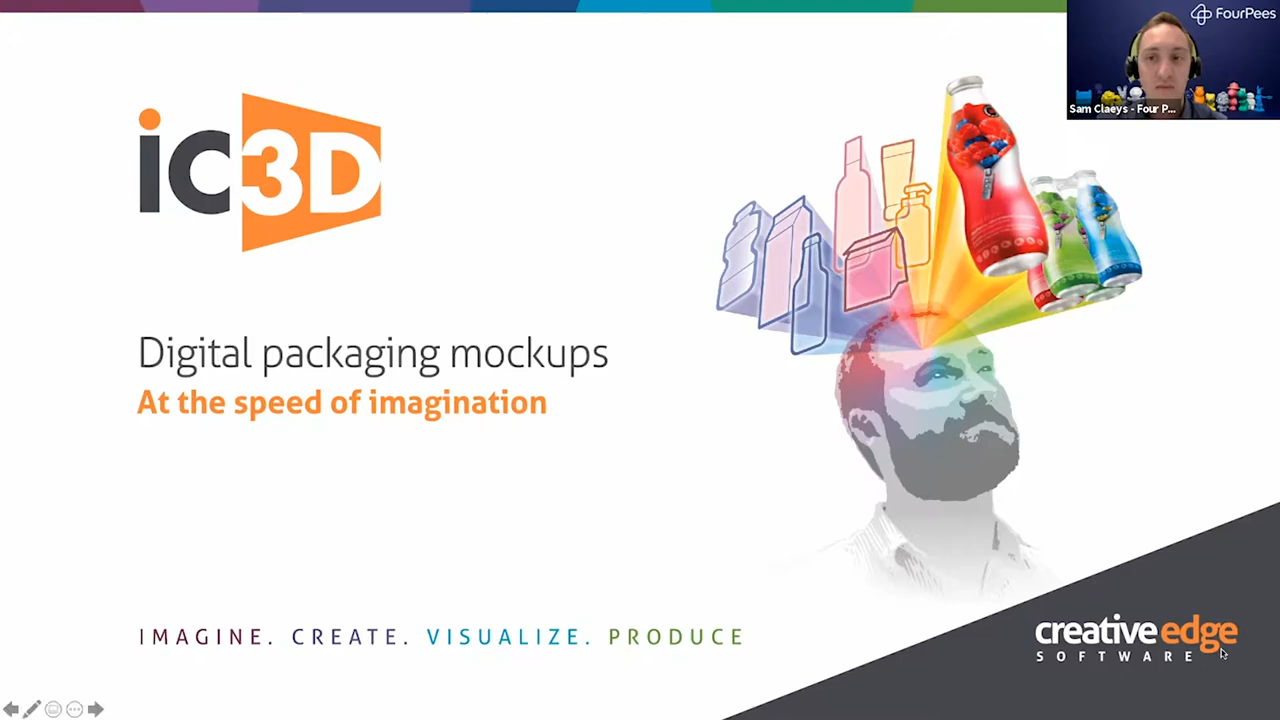 FourPees
Sam Claeys - Four P...
ic3D
Digital packaging mockups
At the speed of imagination
IMAGINE. CREATE. VISUALIZE. PRODUCE
creative edge
SOFTWARE